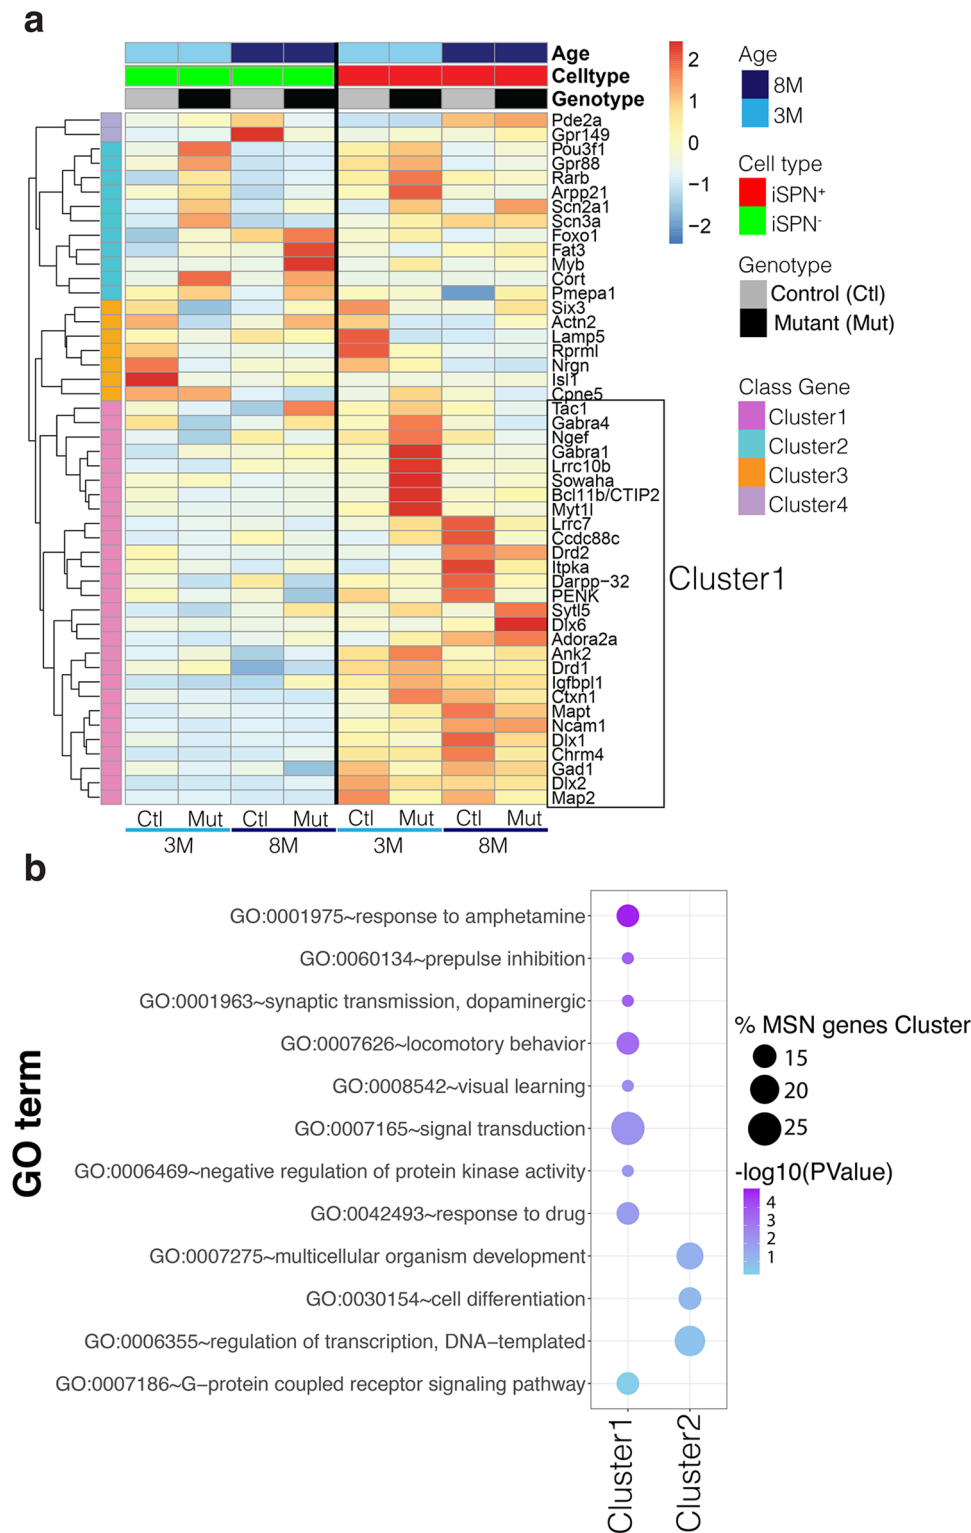 a
Age
Celltype
Genotype
Pde2a
Gpr149
Pou3f1
Gpr88
Rarb
Arpp21
Scn2a1
Scn3a
Foxo1
Fat3
Myb
Cort
Pmepa1
Six3
Actn2
Lamp5
Rprml
Nrgn
Isl1
Cpne5
Tac1
Gabra4
Ngef
Gabra1
Lrrc10b
Sowaha
Bcl11b/CTIP2
Myt1l
Lrrc7
Ccdc88c
Drd2
Itpka
Darpp−32
PENK
Sytl5
Dlx6
Adora2a
Ank2
Drd1
Igfbpl1
Ctxn1
Mapt
Ncam1
Dlx1
Chrm4
Gad1
Dlx2
Map2
Cluster1
2
1
0
−1
−2
Age
8M
3M
Cell type
iSPN⁺
iSPN⁻
Genotype
Control (Ctl)
Mutant (Mut)
Class Gene
Cluster1
Cluster2
Cluster3
Cluster4
Ctl Mut Ctl Mut Ctl Mut Ctl Mut
3M 8M 3M 8M
b
GO term
GO:0001975~response to amphetamine
GO:0060134~prepulse inhibition
GO:0001963~synaptic transmission, dopaminergic
GO:0007626~locomotory behavior
GO:0008542~visual learning
GO:0007165~signal transduction
GO:0006469~negative regulation of protein kinase activity
GO:0042493~response to drug
GO:0007275~multicellular organism development
GO:0030154~cell differentiation
GO:0006355~regulation of transcription, DNA−templated
GO:0007186~G−protein coupled receptor signaling pathway
Cluster1
Cluster2
% MSN genes Cluster
15
20
25
-log10(PValue)
4
3
2
1